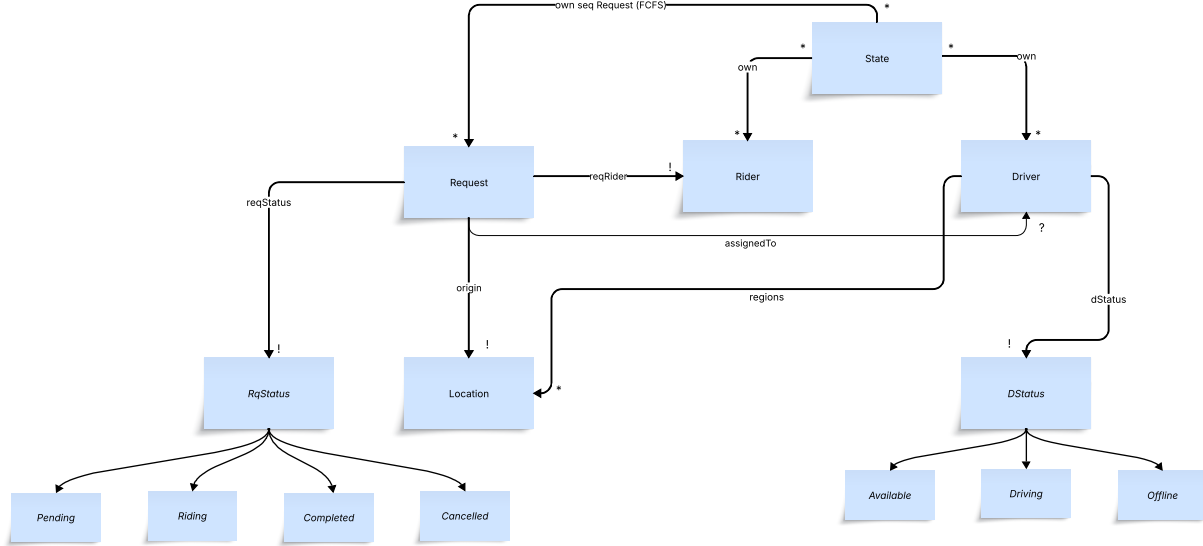 own seq Request (FCFS)
*
State
*
*
own
own
*
*
*
Request
reqRider
!
Rider
Driver
reqStatus
assignedTo
?
origin
regions
dStatus
!
!
!
RqStatus
Location
*
DStatus
Pending
Riding
Completed
Cancelled
Available
Driving
Offline